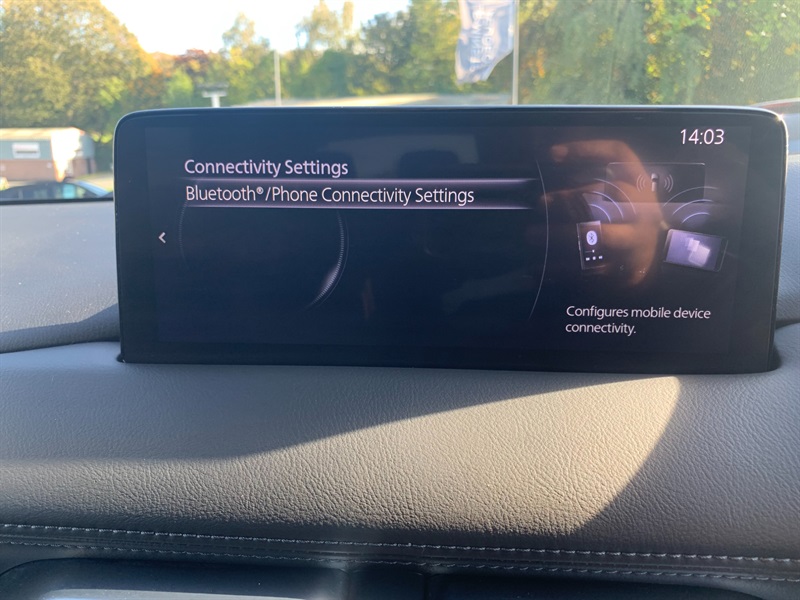 14:03
Connectivity Settings
Bluetooth®/Phone Connectivity Settings
Configures mobile device
connectivity.